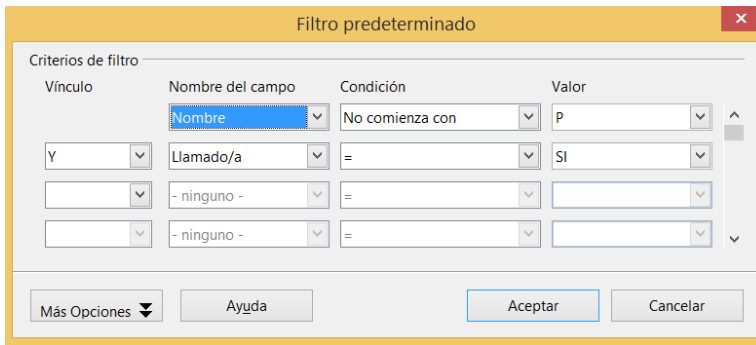 Filtro predeterminado
x
Criterios de filtro
Vínculo Nombre del campo Condición Valor
Nombre No comienza con P
Y Llamado/a = SI
- ninguno - =
- ninguno - =
Más Opciones Ayuda Aceptar Cancelar